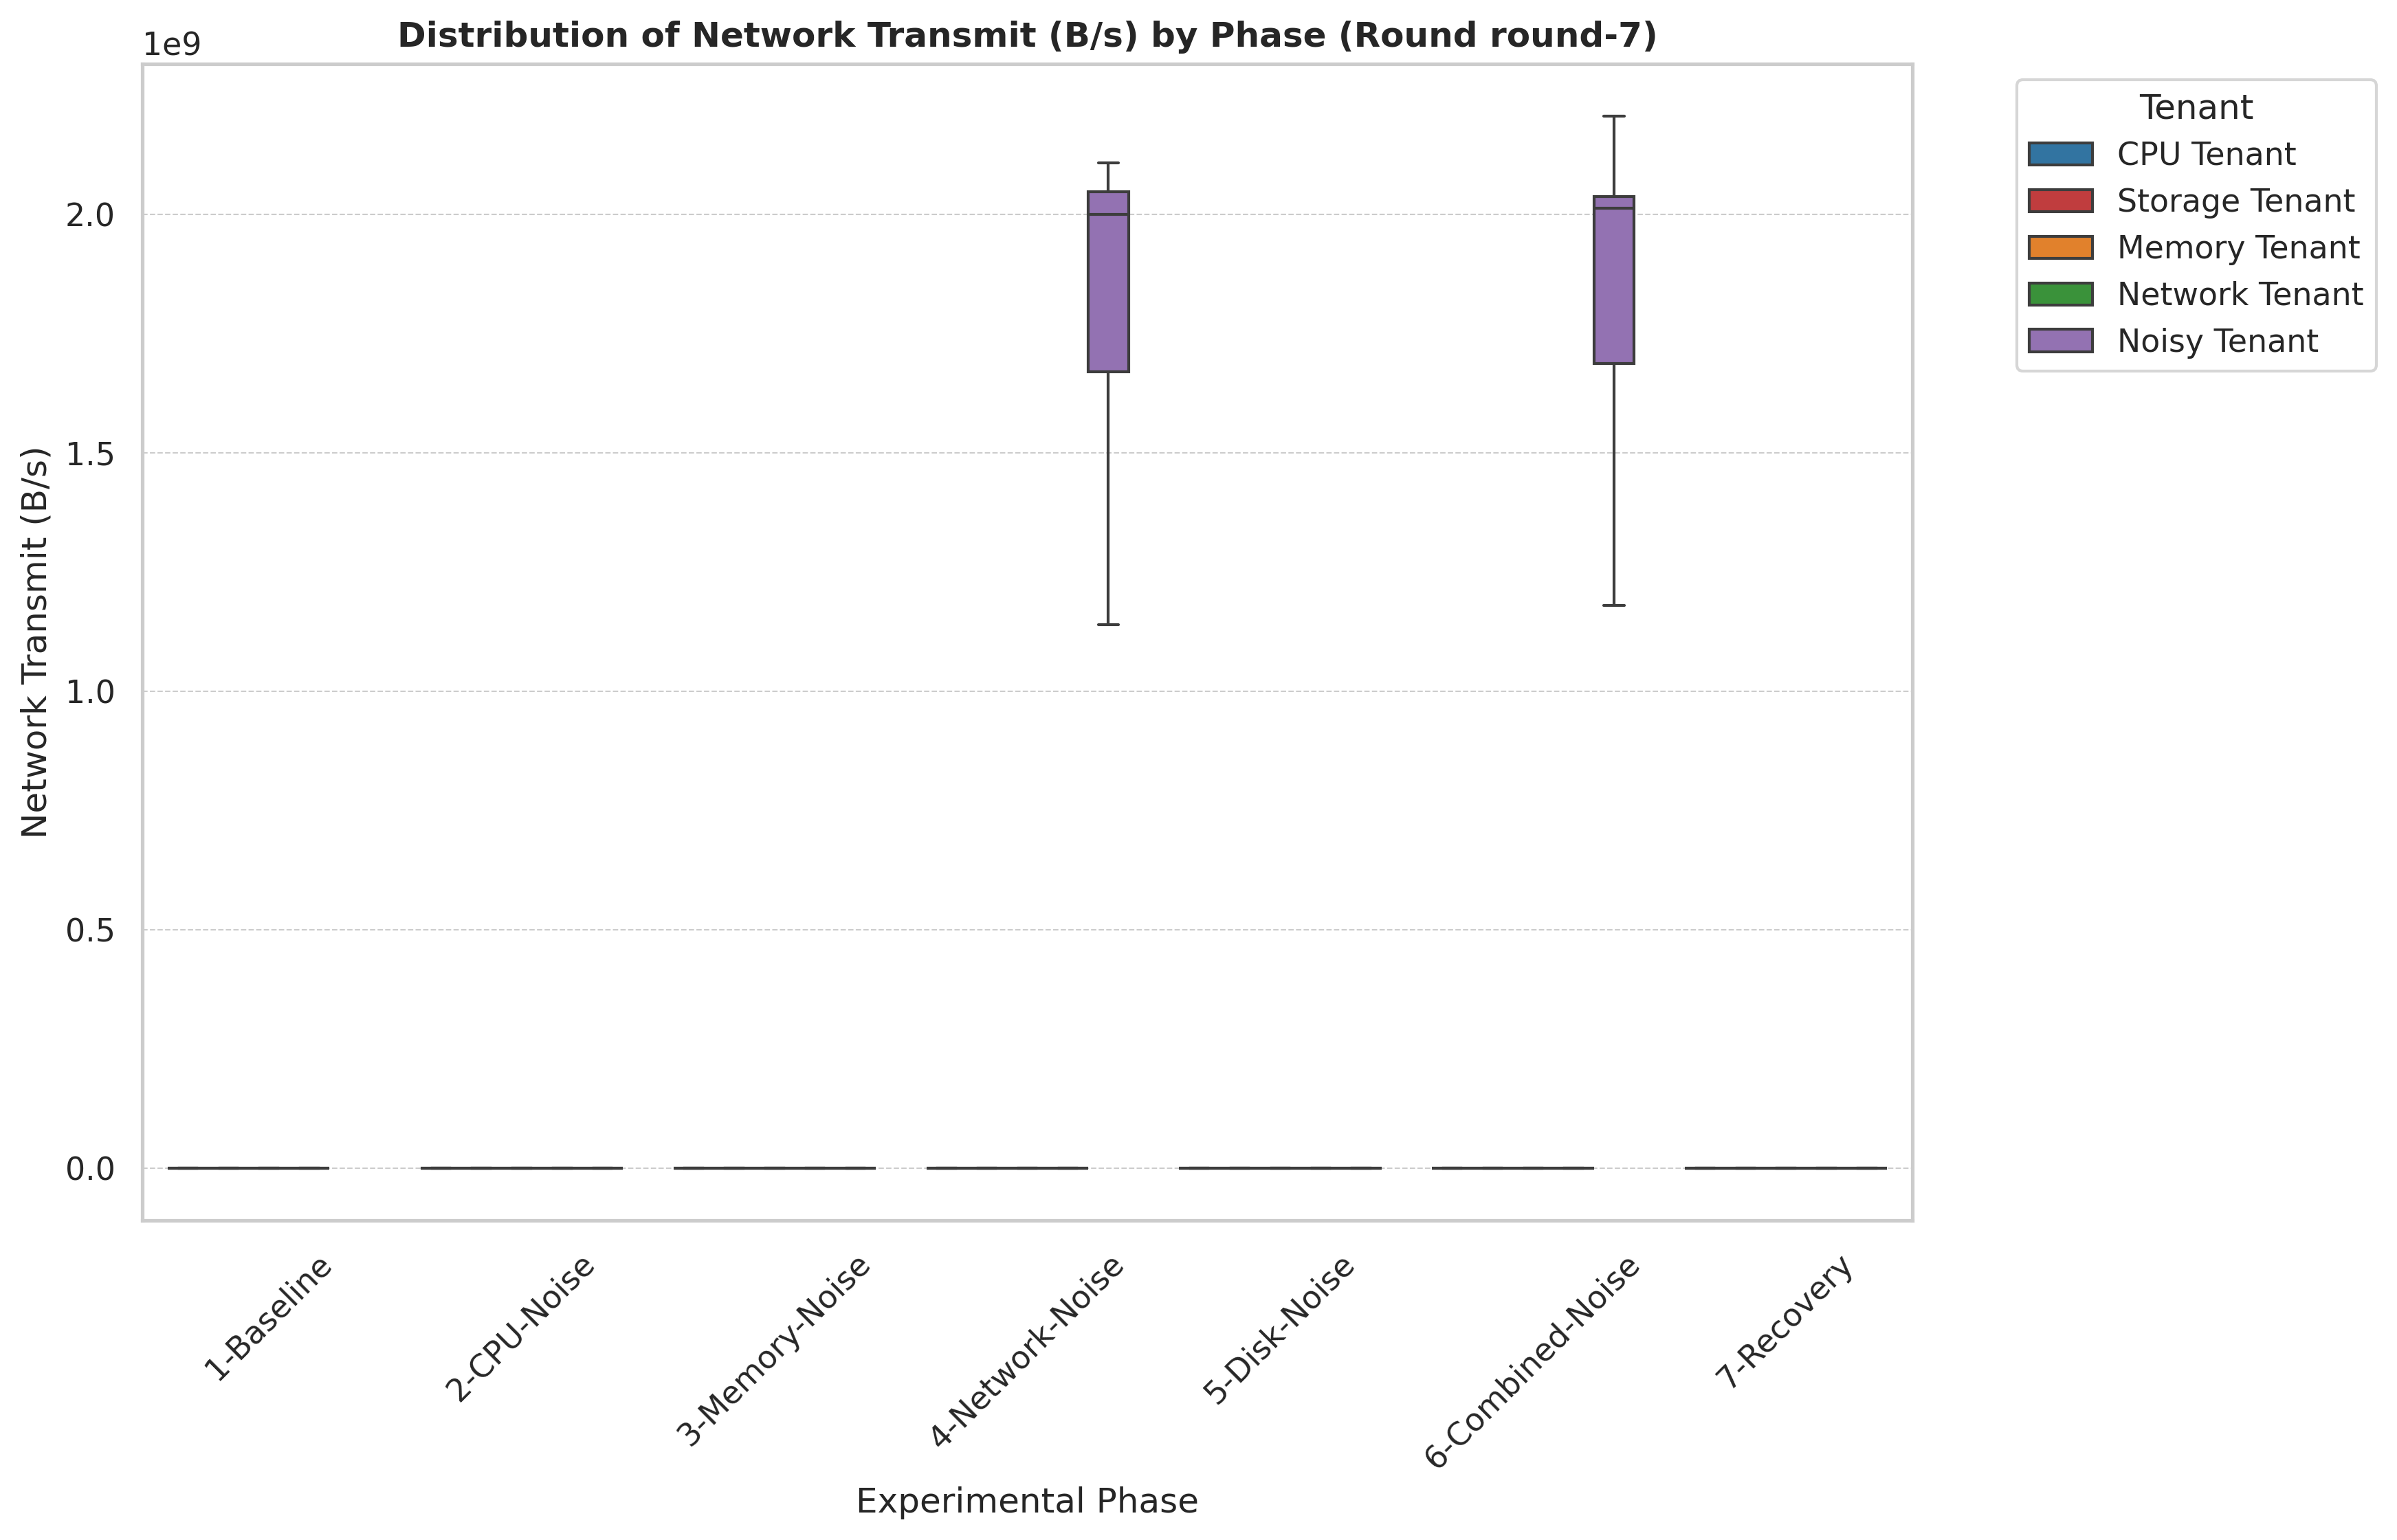 Distribution of Network Transmit (B/s) by Phase (Round round-7)
1e9
Network Transmit (B/s)
2.0
1.5
1.0
0.5
0.0
1-Baseline
2-CPU-Noise
3-Memory-Noise
4-Network-Noise
5-Disk-Noise
6-Combined-Noise
7-Recovery
Experimental Phase
Tenant
CPU Tenant
Storage Tenant
Memory Tenant
Network Tenant
Noisy Tenant